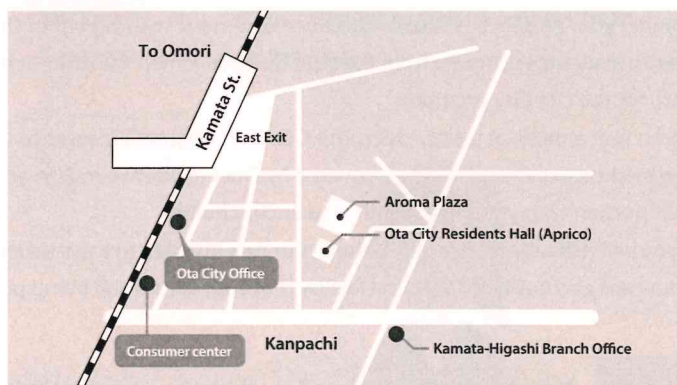 To Omori
Kamata St.
East Exit
Aroma Plaza
Ota City Residents Hall (Aprico)
Ota City Office
Consumer center
Kanpachi
Kamata-Higashi Branch Office